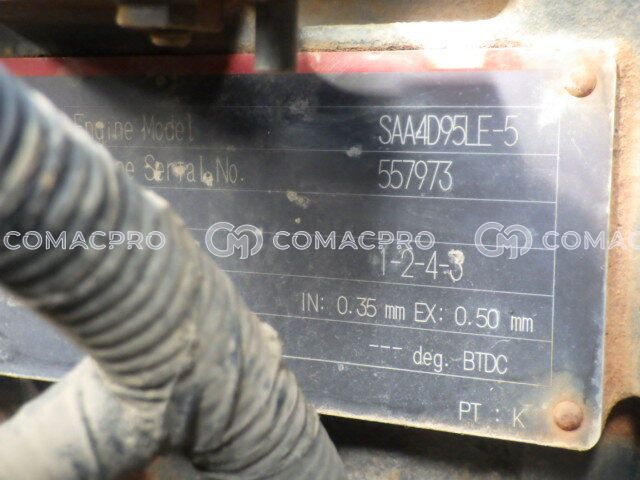 Engine Model SAA4D95LE-5
Serial No. 557973
COMACPRO COMACPRO
1-2-4-3
IN: 0.35 mm EX: 0.50 mm
--- deg. BTDC
PT : K